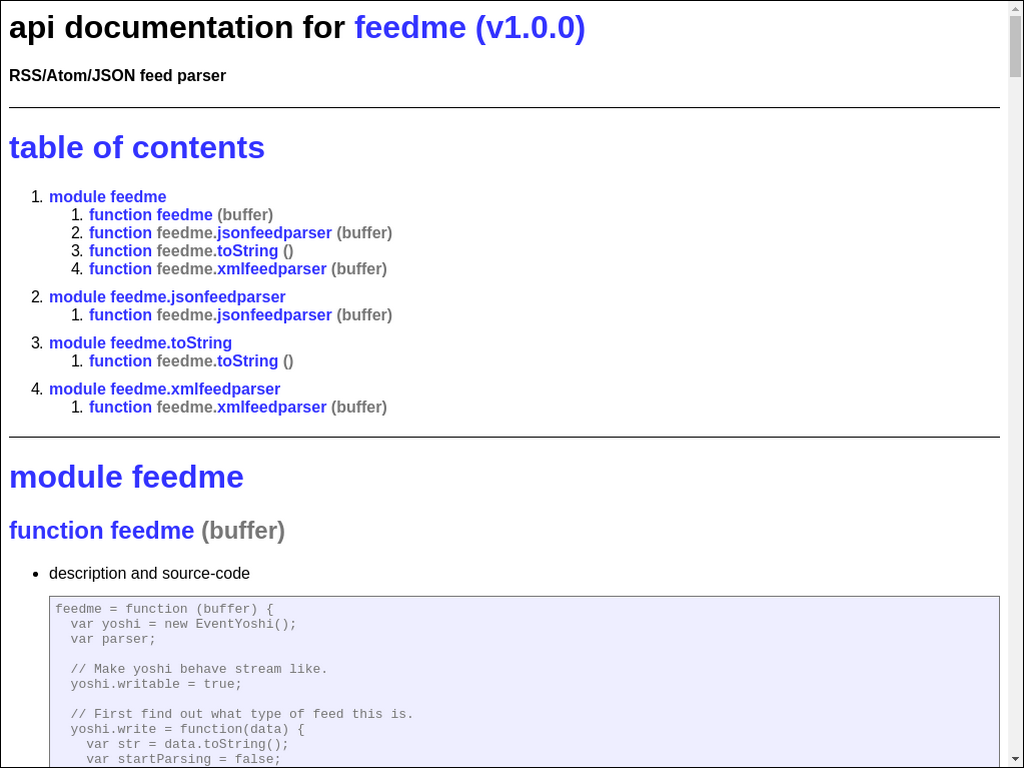 api documentation for feedme (v1.0.0)
RSS/Atom/JSON feed parser
table of contents
1. module feedme
1. function feedme (buffer)
2. function feedme.jsonfeedparser (buffer)
3. function feedme.toString ()
4. function feedme.xmlfeedparser (buffer)
2. module feedme.jsonfeedparser
1. function feedme.jsonfeedparser (buffer)
3. module feedme.toString
1. function feedme.toString ()
4. module feedme.xmlfeedparser
1. function feedme.xmlfeedparser (buffer)
module feedme
function feedme (buffer)
• description and source-code
feedme = function (buffer) {
  var yoshi = new EventYoshi();
  var parser;
  // Make yoshi behave stream like.
  yoshi.writable = true;
  // First find out what type of feed this is.
  yoshi.write = function(data) {
    var str = data.toString();
    var startParsing = false;